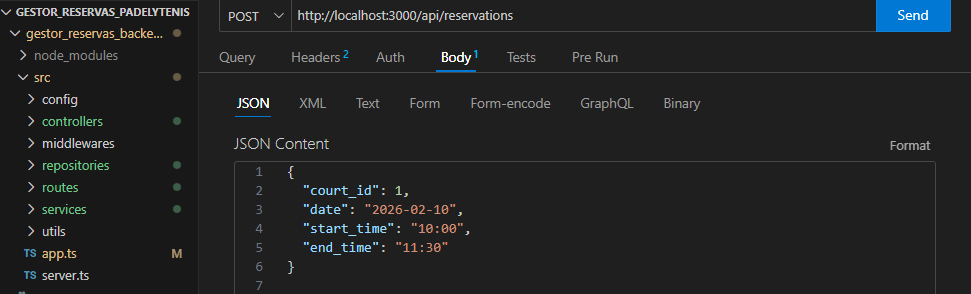 GESTOR_RESERVAS_PADELYTENIS
gestor_reservas_backe...
node_modules
src
config
controllers
middlewares
repositories
routes
services
utils
TS app.ts M
TS server.ts
POST http://localhost:3000/api/reservations Send
Query Headers 2 Auth Body 1 Tests Pre Run
JSON XML Text Form Form-encode GraphQL Binary
JSON Content Format
1 {
2 "court_id": 1,
3 "date": "2026-02-10",
4 "start_time": "10:00",
5 "end_time": "11:30"
6 }
7